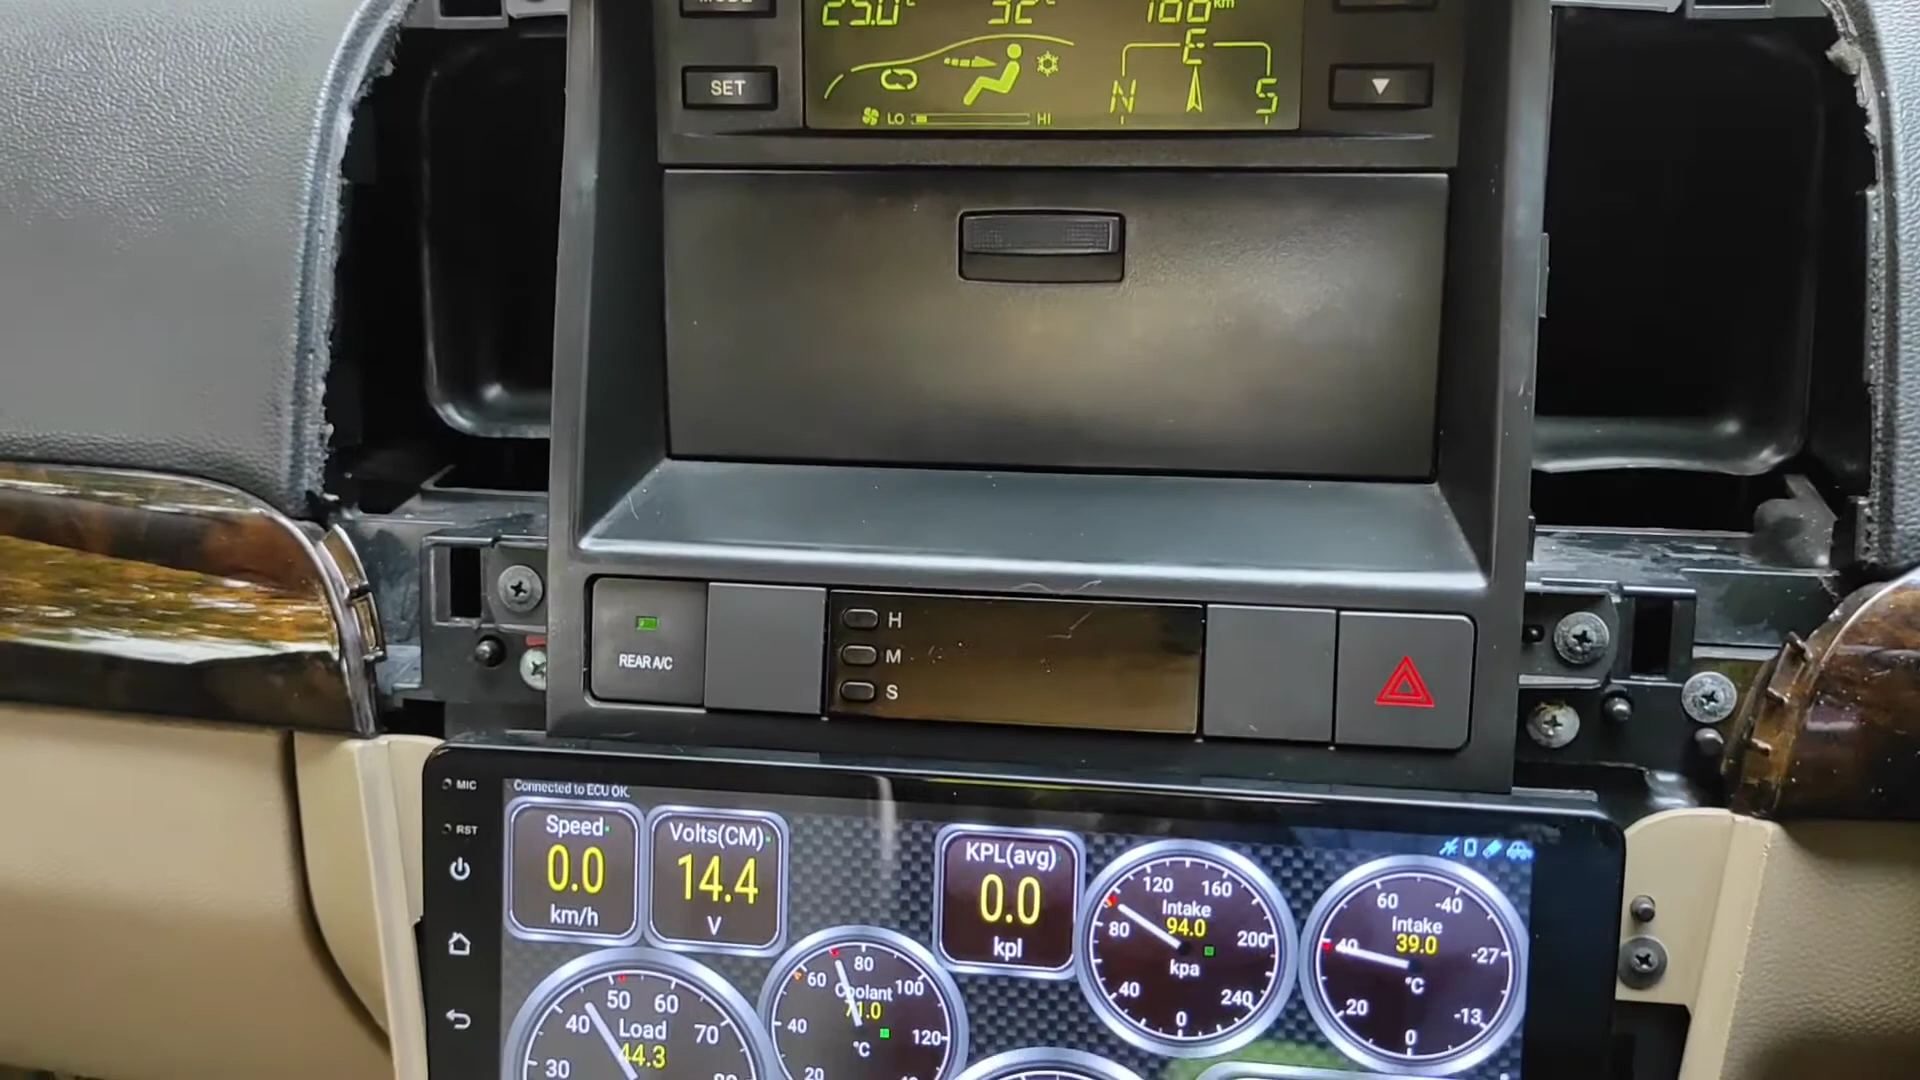 MODE
25.0°C 32°C 100km
SET
E
N S
LO HI
REAR A/C
H
M
S
MIC
RST
Connected to ECU OK.
Speed
0.0
km/h
Volts(CM)
14.4
V
KPL(avg)
0.0
kpl
120 160
80 200
40 240
0
Intake
94.0
kpa
60 -40
40 -27
20 -13
0
Intake
39.0
°C
50 60
40 70
30
Load
44.3
80
60 100
40 120
20
Coolant
71.0
°C